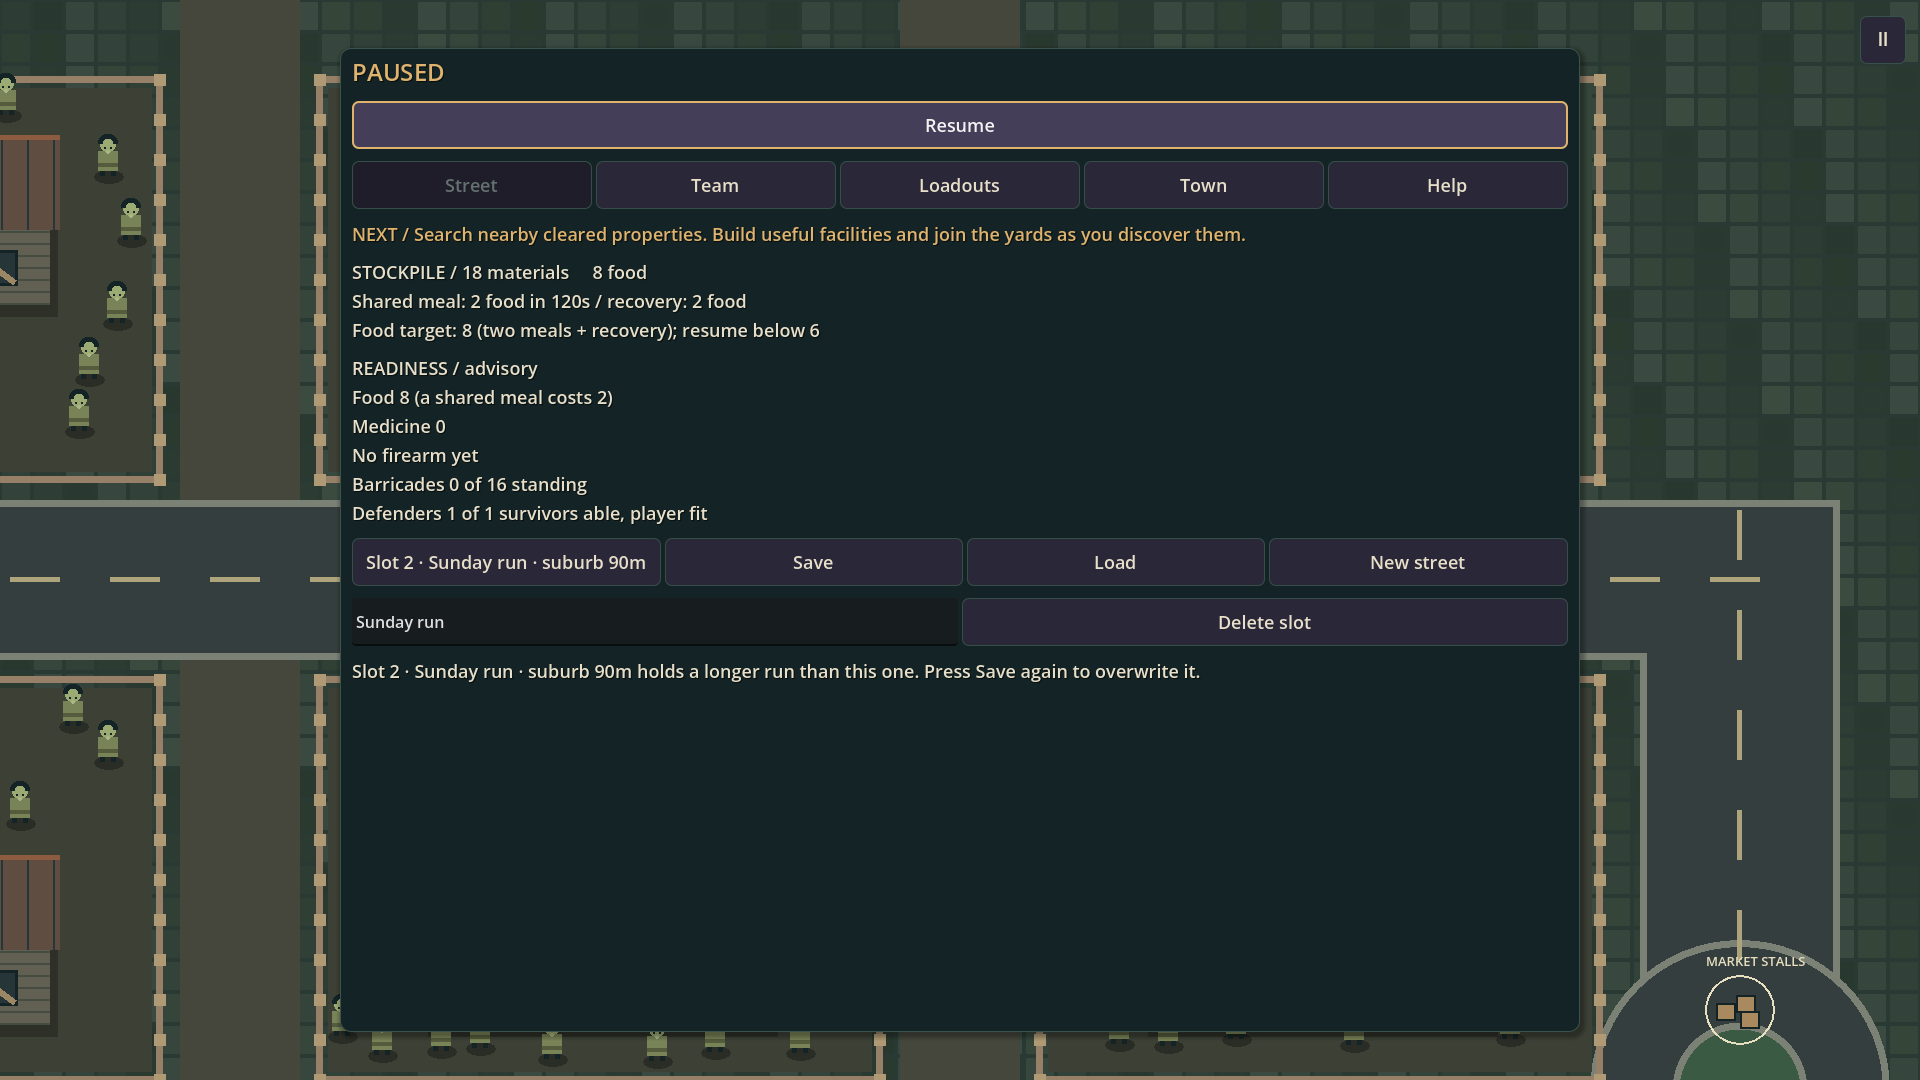 PAUSED
Resume
Street Team Loadouts Town Help
NEXT / Search nearby cleared properties. Build useful facilities and join the yards as you discover them.
STOCKPILE / 18 materials 8 food
Shared meal: 2 food in 120s / recovery: 2 food
Food target: 8 (two meals + recovery); resume below 6
READINESS / advisory
Food 8 (a shared meal costs 2)
Medicine 0
No firearm yet
Barricades 0 of 16 standing
Defenders 1 of 1 survivors able, player fit
Slot 2 · Sunday run · suburb 90m Save Load New street
Sunday run Delete slot
Slot 2 · Sunday run · suburb 90m holds a longer run than this one. Press Save again to overwrite it.
MARKET STALLS